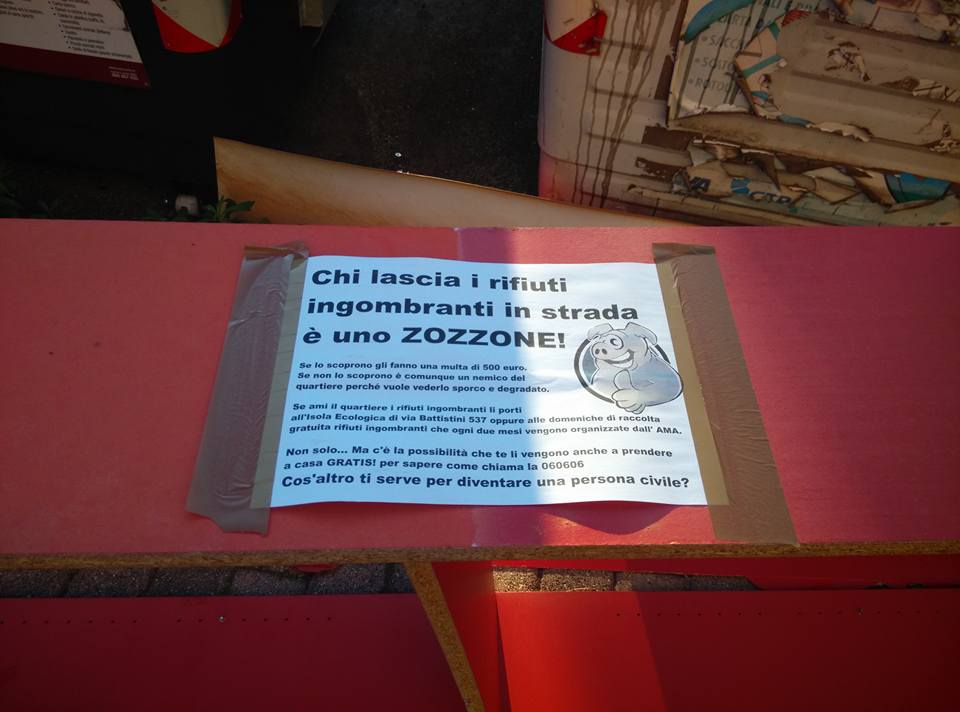 Chi lascia i rifiuti
ingombranti in strada
è uno ZOZZONE!
Se lo scoprono gli fanno una multa di 500 euro.
Se non lo scoprono è comunque un nemico del
quartiere perché vuole vederlo sporco e degradato.
Se ami il quartiere i rifiuti ingombranti li porti
all'Isola Ecologica di via Battistini 537 oppure alle domeniche di raccolta
gratuita rifiuti ingombranti che ogni due mesi vengono organizzate dall' AMA.
Non solo... Ma c'è la possibilità che te li vengono anche a prendere
a casa GRATIS! per sapere come chiama la 060606
Cos'altro ti serve per diventare una persona civile?